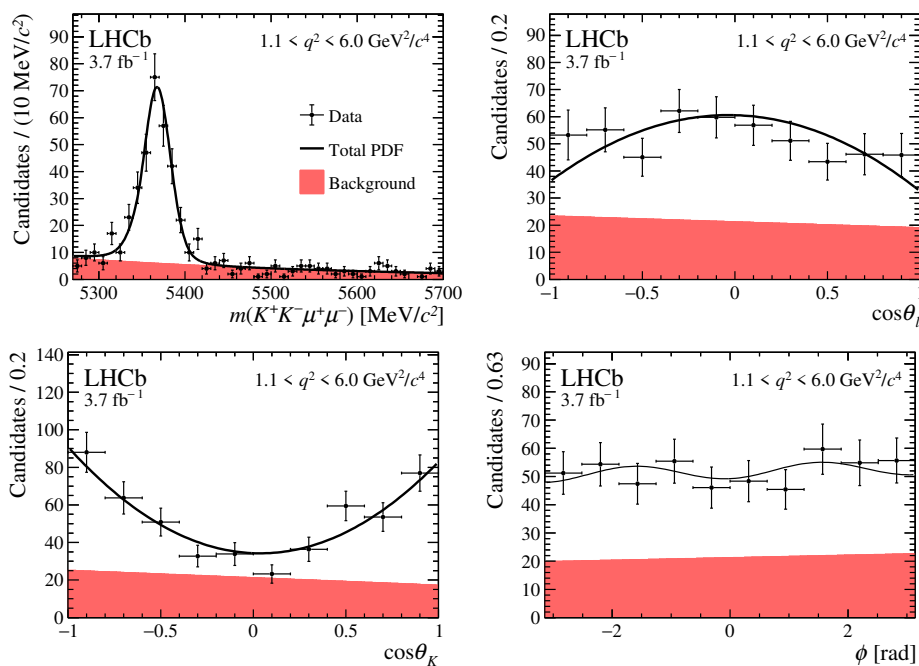 Candidates / (10 MeV/c²)
90
80
70
60
50
40
30
20
10
0
LHCb
3.7 fb⁻¹
1.1 < q² < 6.0 GeV²/c⁴
Data
Total PDF
Background
5300 5400 5500 5600 5700
m(K⁺K⁻μ⁺μ⁻) [MeV/c²]
Candidates / 0.2
90
80
70
60
50
40
30
20
10
0
LHCb
3.7 fb⁻¹
1.1 < q² < 6.0 GeV²/c⁴
−1 −0.5 0 0.5 1
cosθ_l
Candidates / 0.2
140
120
100
80
60
40
20
0
LHCb
3.7 fb⁻¹
1.1 < q² < 6.0 GeV²/c⁴
−1 −0.5 0 0.5 1
cosθ_K
Candidates / 0.63
90
80
70
60
50
40
30
20
10
0
LHCb
3.7 fb⁻¹
1.1 < q² < 6.0 GeV²/c⁴
−2 0 2
ϕ [rad]